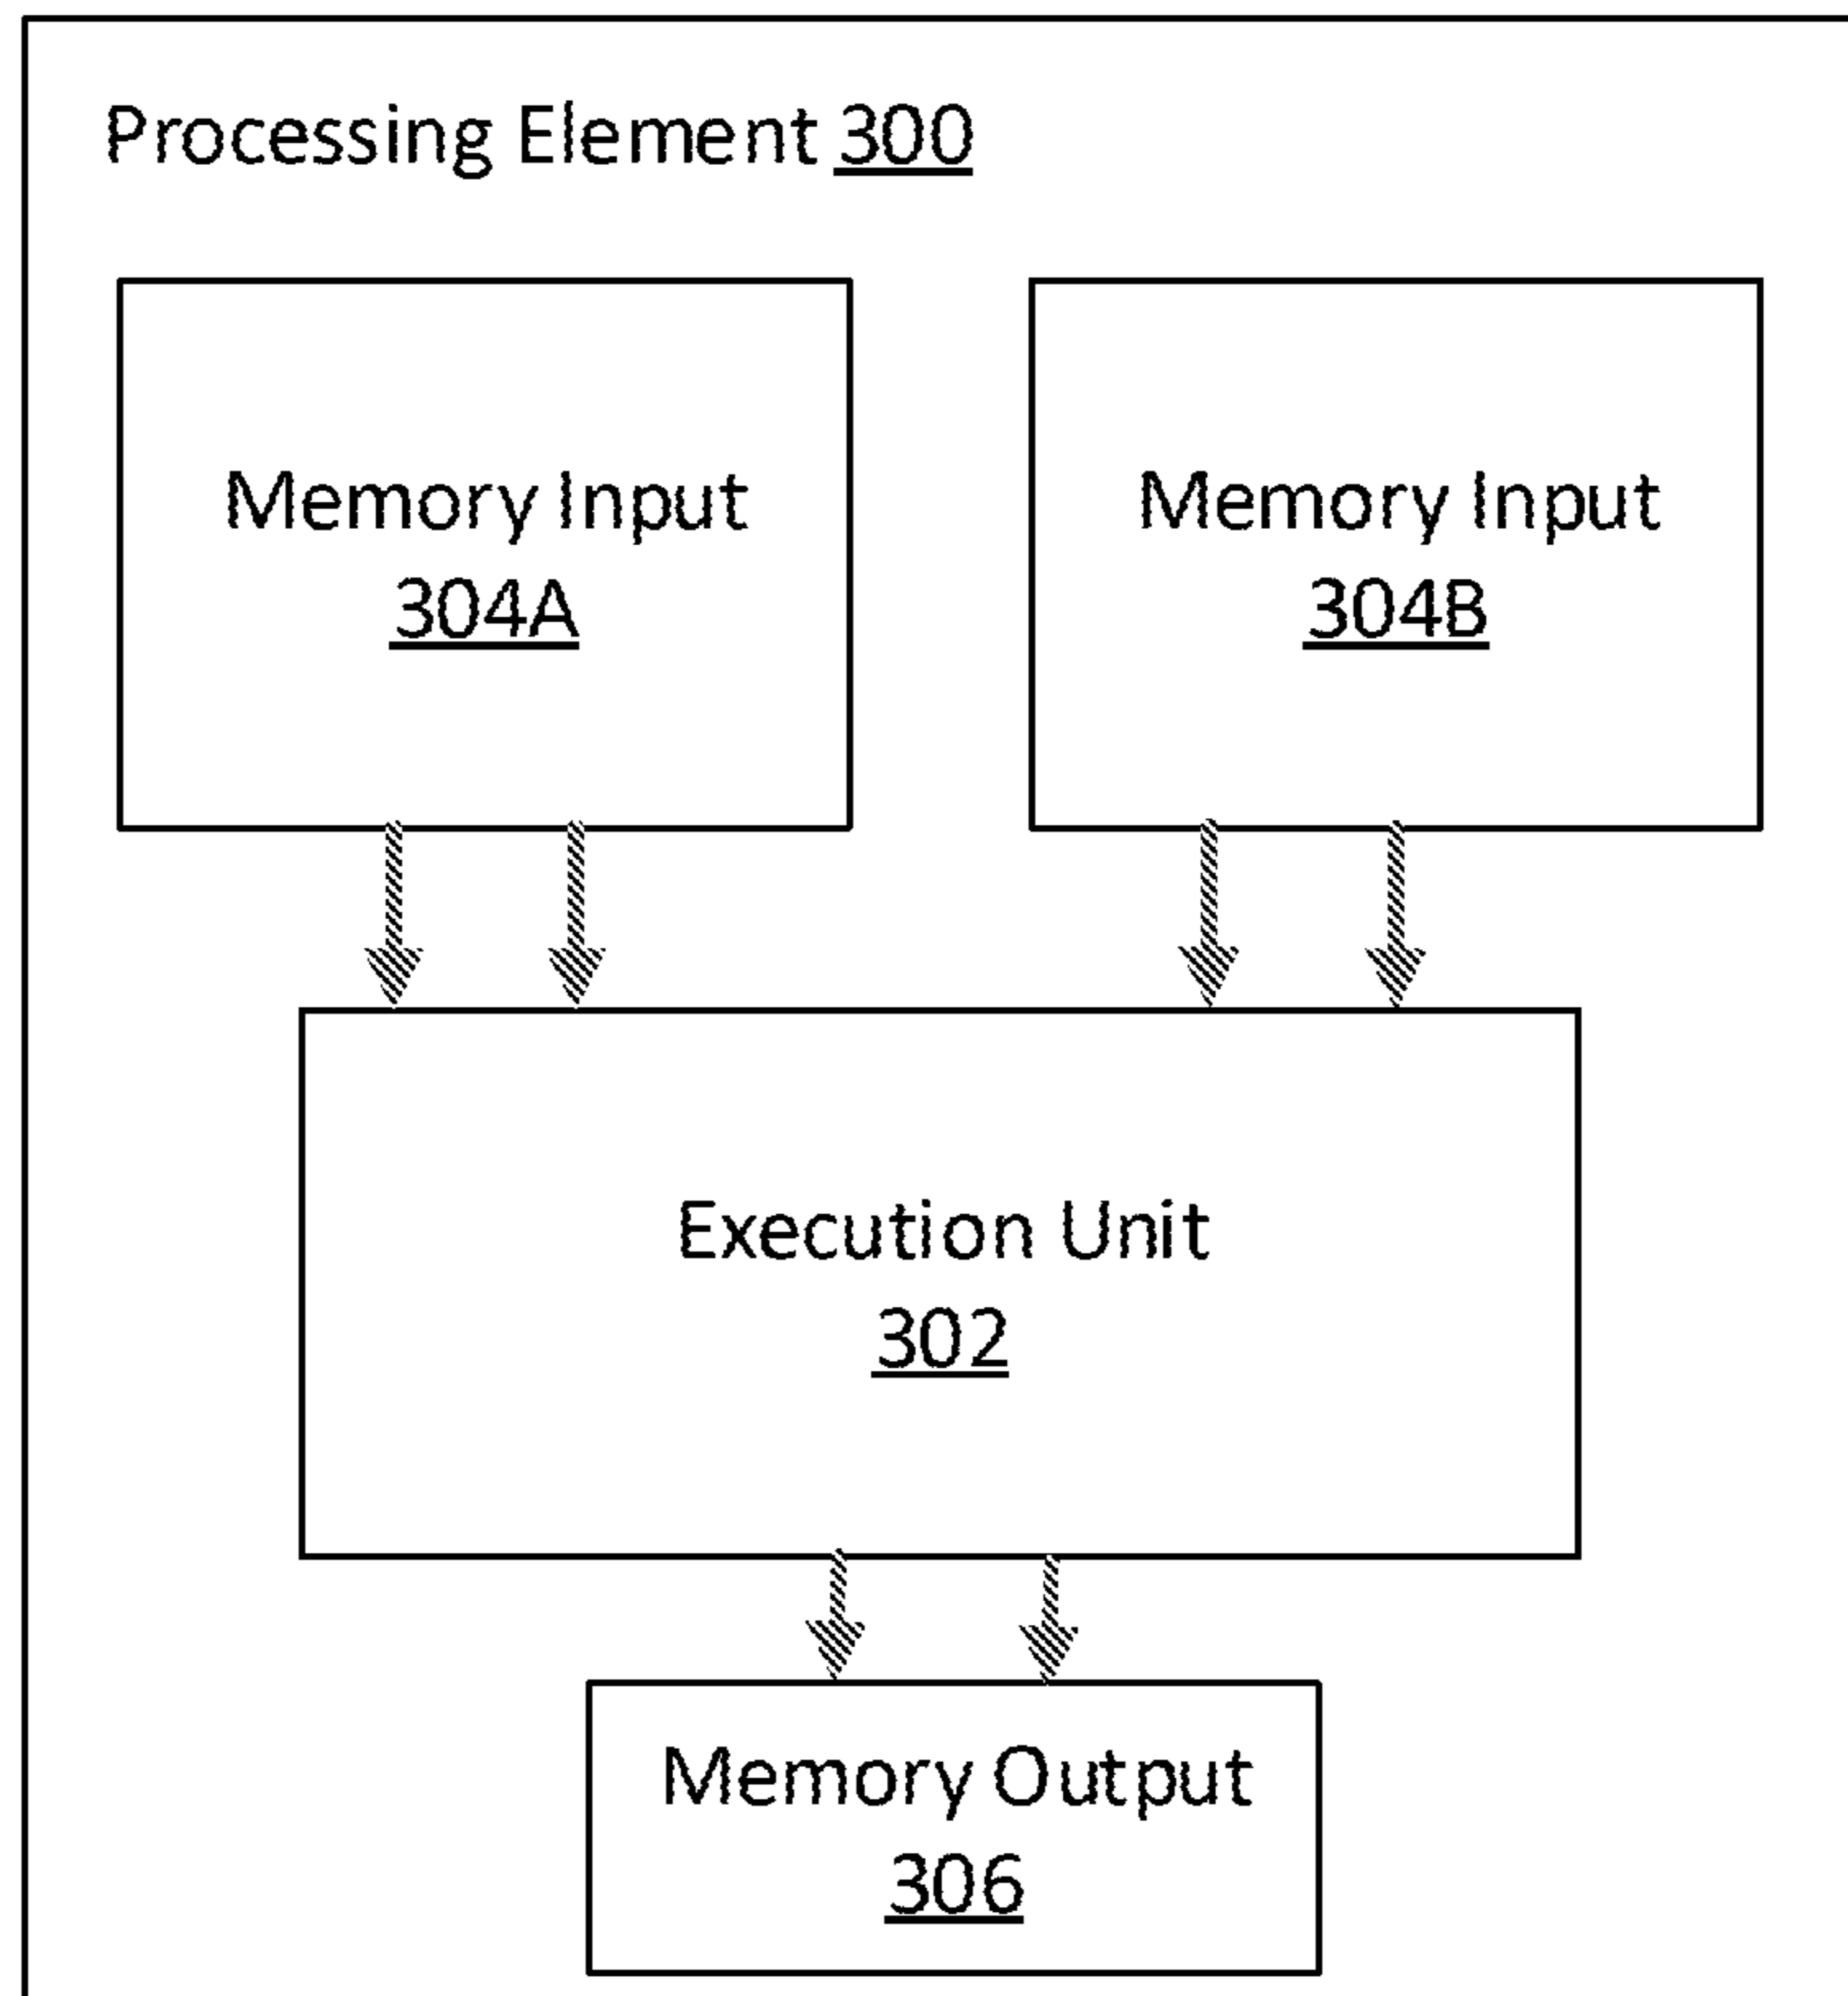 Processing Element 300
Memory Input
304A
Memory Input
304B
Execution Unit
302
Memory Output
306